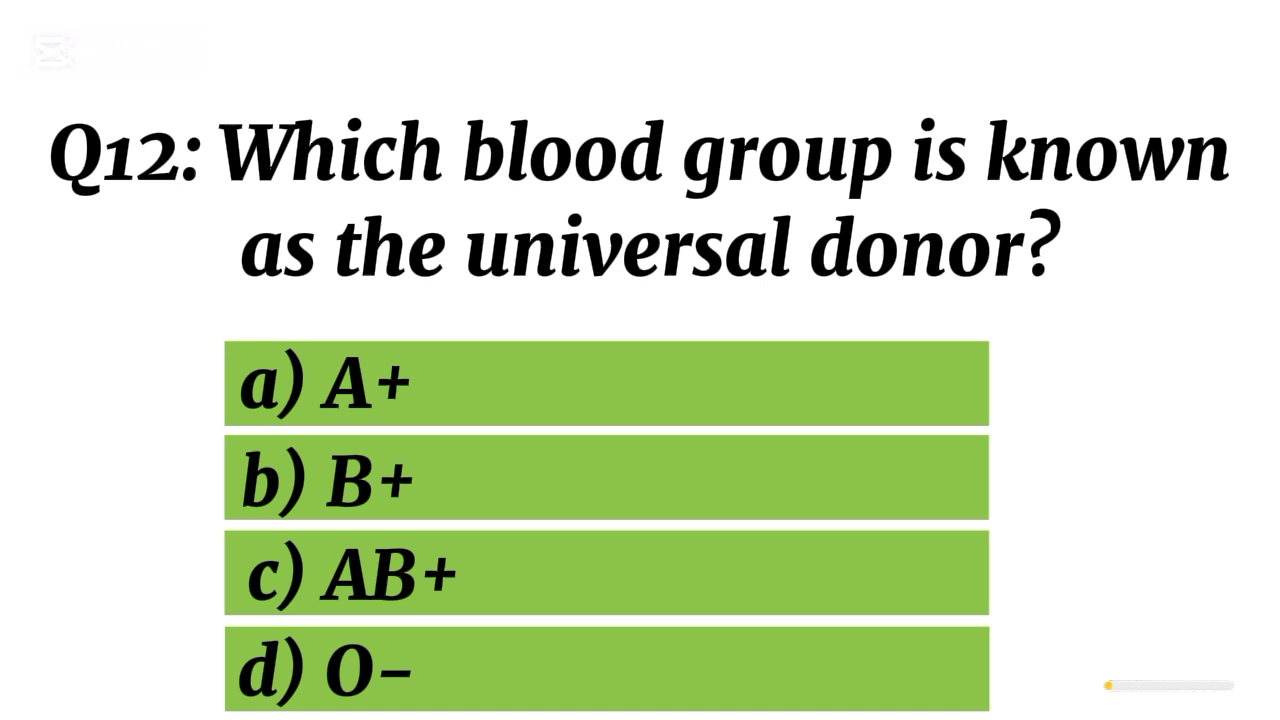 Q12: Which blood group is known
as the universal donor?
a) A+
b) B+
c) AB+
d) O−